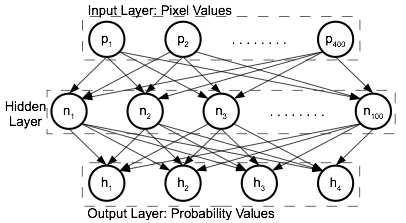 Input Layer: Pixel Values
p1 p2 ........ p400
Hidden
Layer
n1 n2 n3 ........ n100
h1 h2 h3 h4
Output Layer: Probability Values